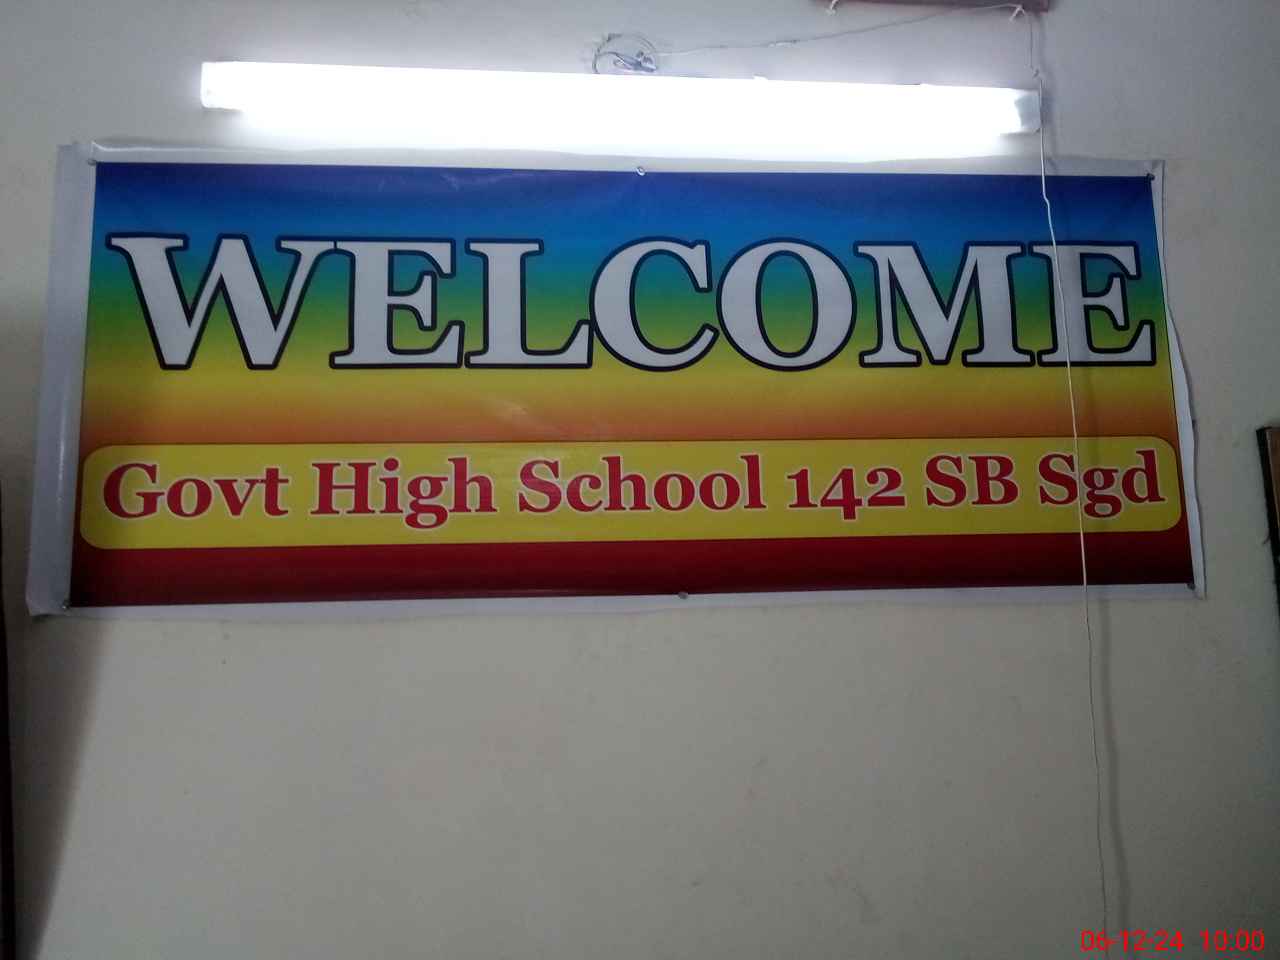 WELCOME
Govt High School 142 SB Sgd
06-12-24 10:00